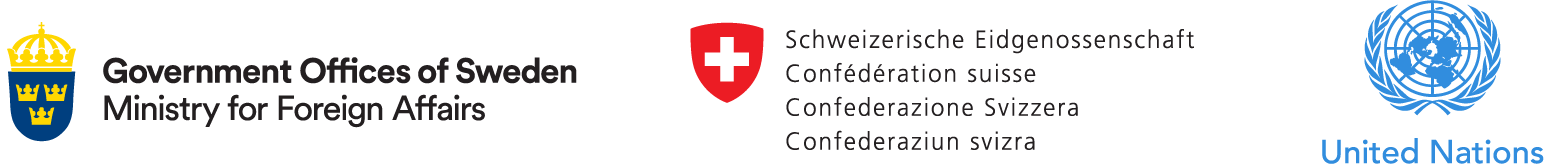 Government Offices of Sweden
Ministry for Foreign Affairs
Schweizerische Eidgenossenschaft
Confédération suisse
Confederazione Svizzera
Confederaziun svizra
United Nations